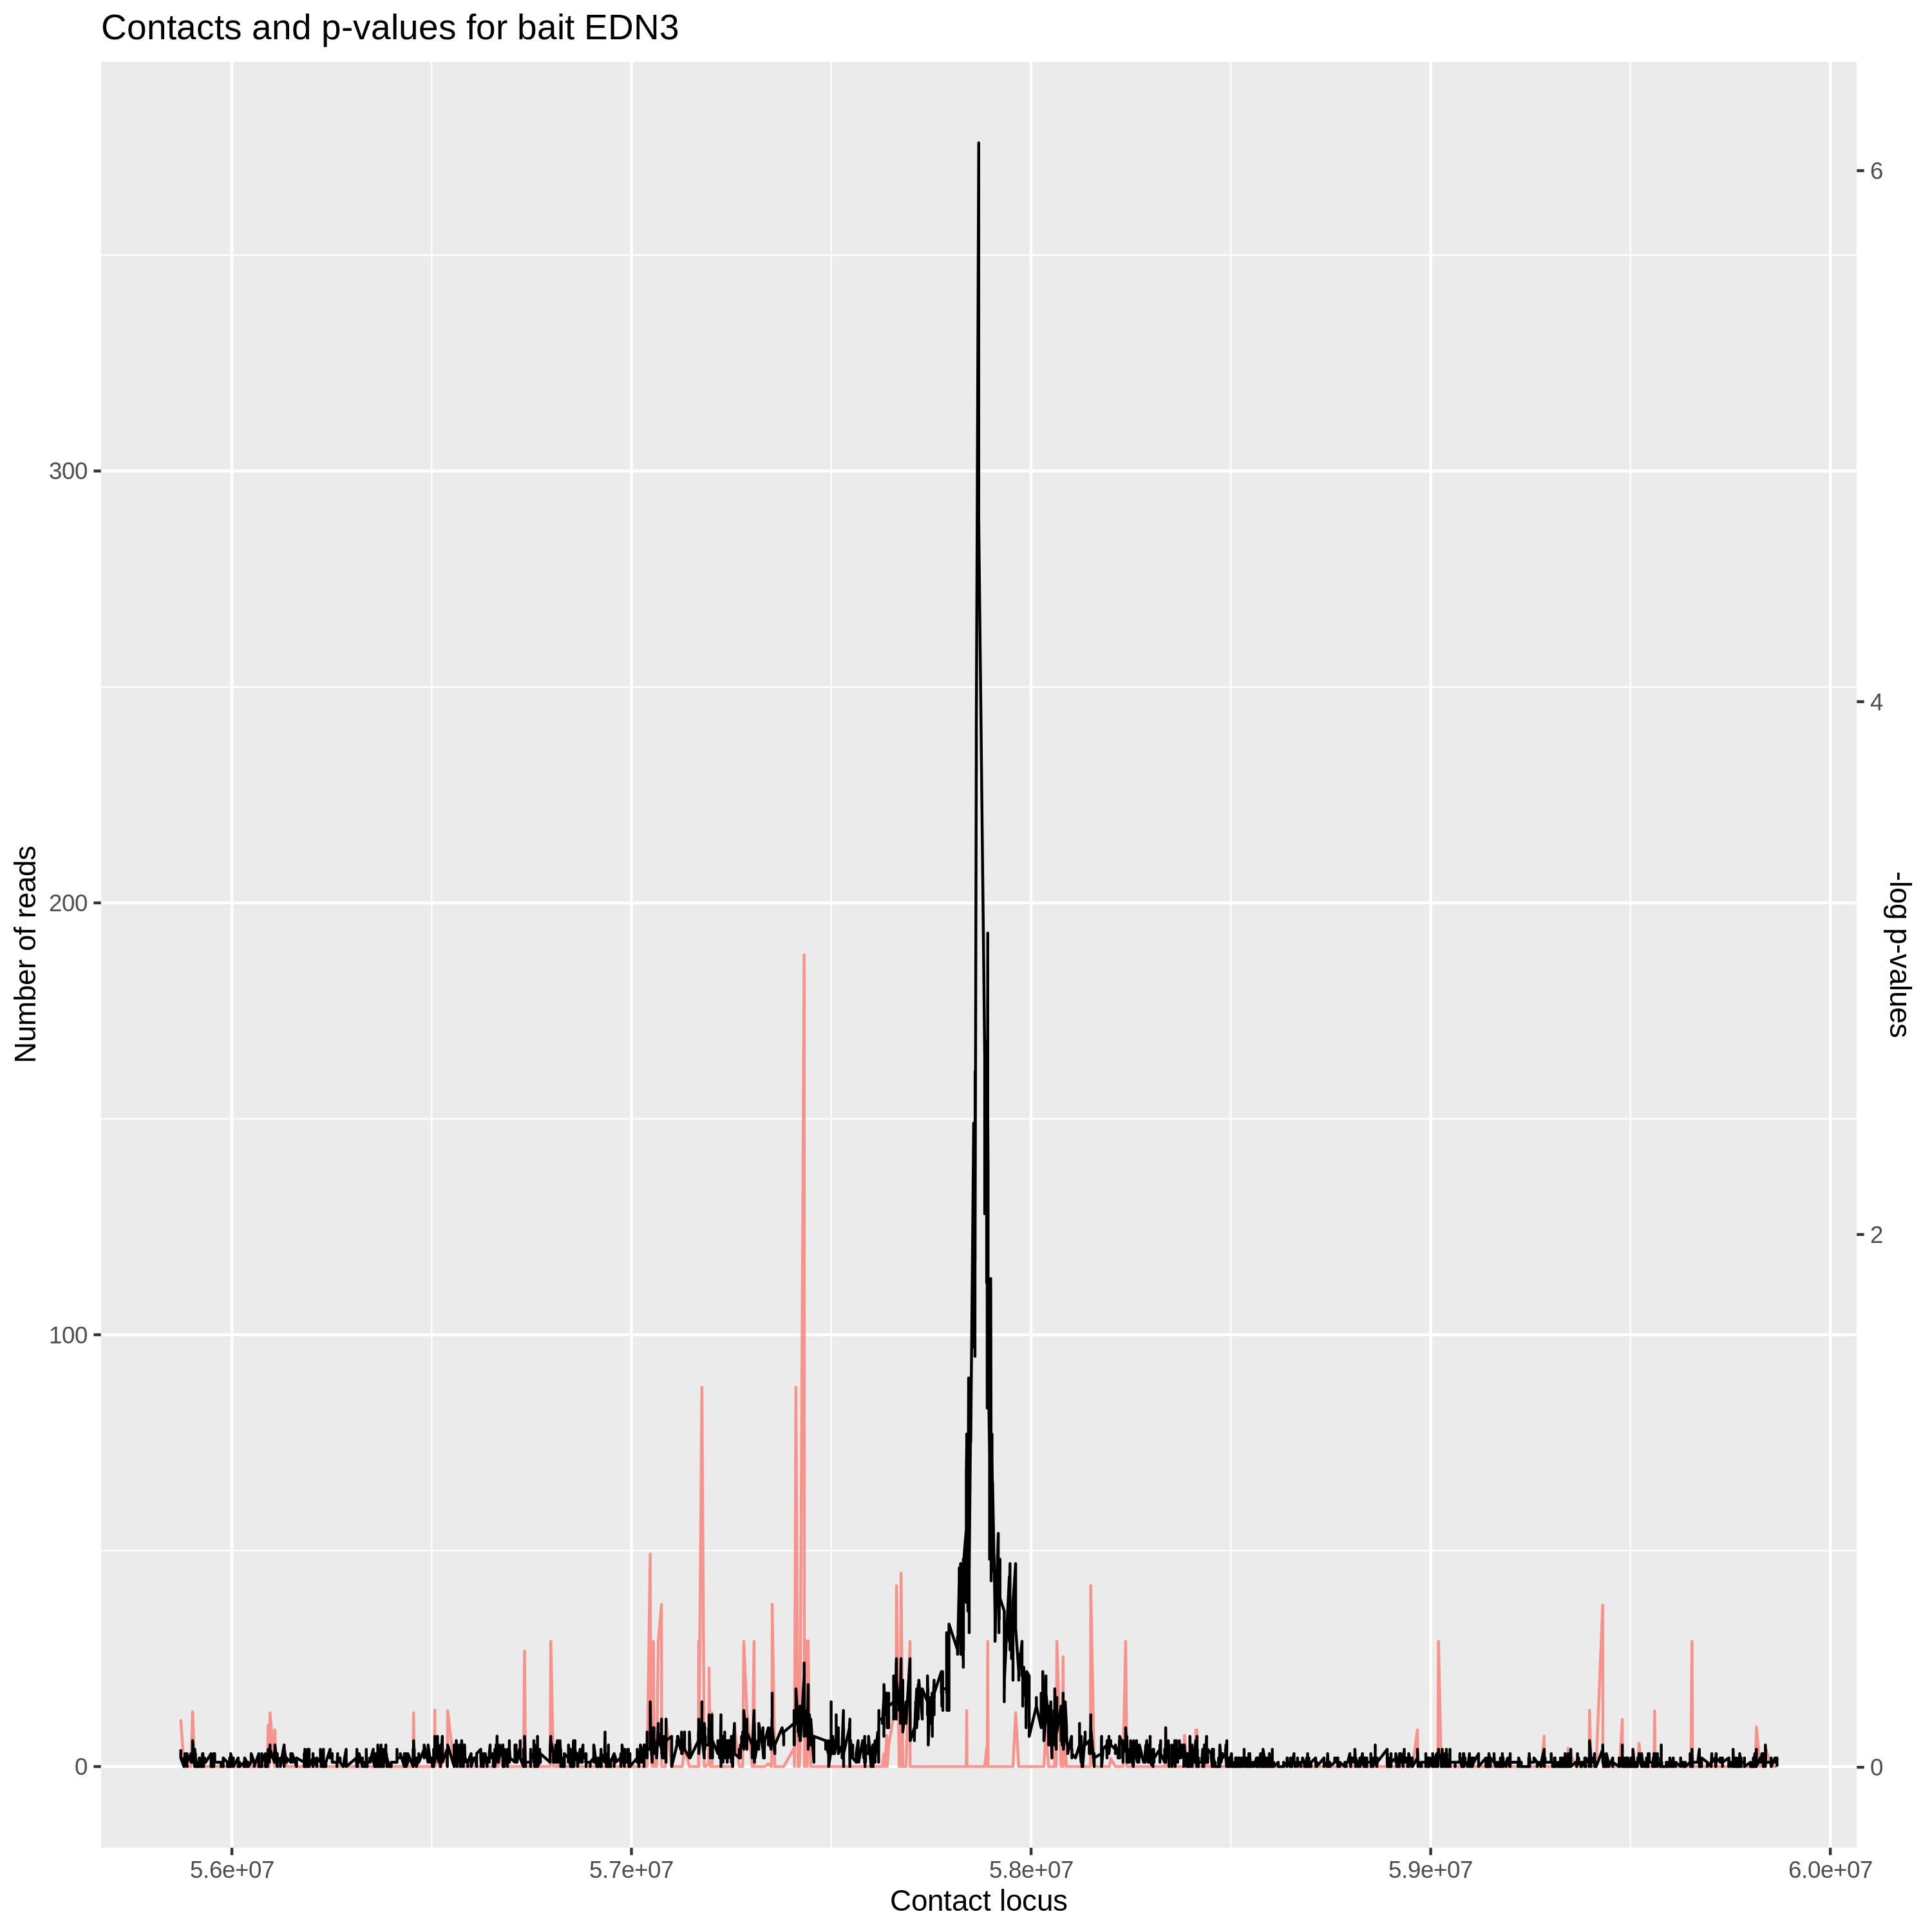 Contacts and p-values for bait EDN3
Number of reads
300
200
100
0
6
4
2
0
-log p-values
5.6e+07
5.7e+07
5.8e+07
5.9e+07
6.0e+07
Contact locus